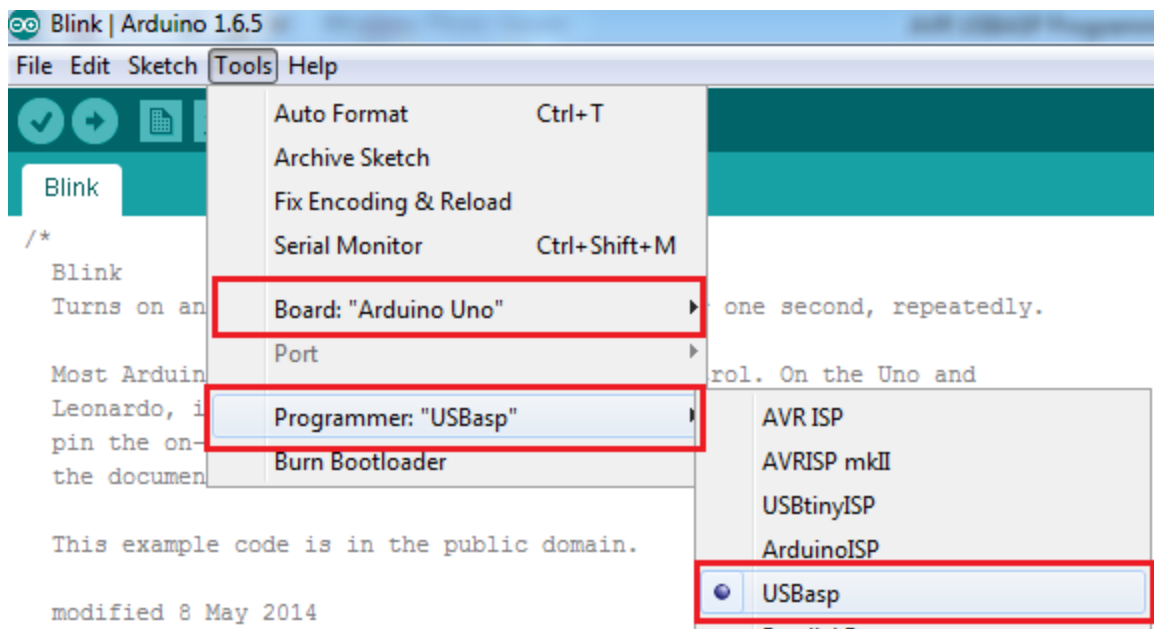 Blink | Arduino 1.6.5
File Edit Sketch Tools Help
Auto Format Ctrl+T
Archive Sketch
Fix Encoding & Reload
Serial Monitor Ctrl+Shift+M
Board: "Arduino Uno"
Port
Programmer: "USBasp"
Burn Bootloader
AVR ISP
AVRISP mkII
USBtinyISP
ArduinoISP
USBasp
Blink
/*
Blink
Turns on an one second, repeatedly.
Most Arduin rol. On the Uno and
Leonardo, i
pin the on-
the documen
This example code is in the public domain.
modified 8 May 2014